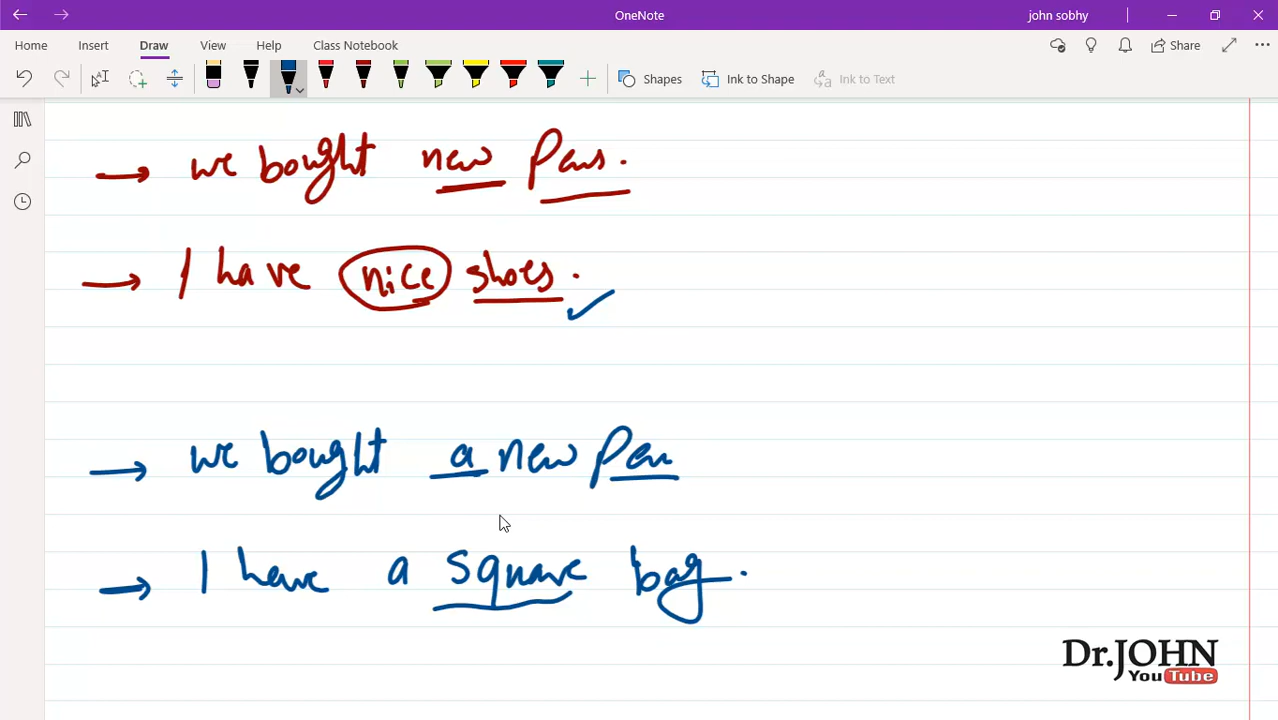 OneNote
john sobhy
Home Insert Draw View Help Class Notebook
Share
Shapes Ink to Shape Ink to Text
we bought new Pens.
I have nice shoes.
we bought a new Pen
I have a square bag.
Dr.JOHN
YouTube